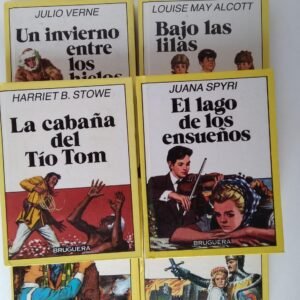 JULIO VERNE
Un invierno
entre
los
hielos
LOUISE MAY ALCOTT
Bajo las
lilas
HARRIET B. STOWE
La cabaña
del
Tío Tom
BRUGUERA
JUANA SPYRI
El lago
de los
ensueños
BRUGUERA